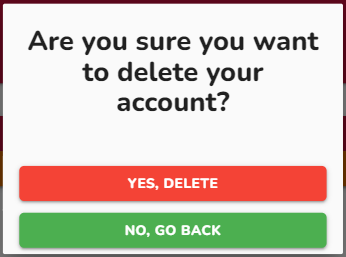 Are you sure you want
to delete your
account?
YES, DELETE
NO, GO BACK